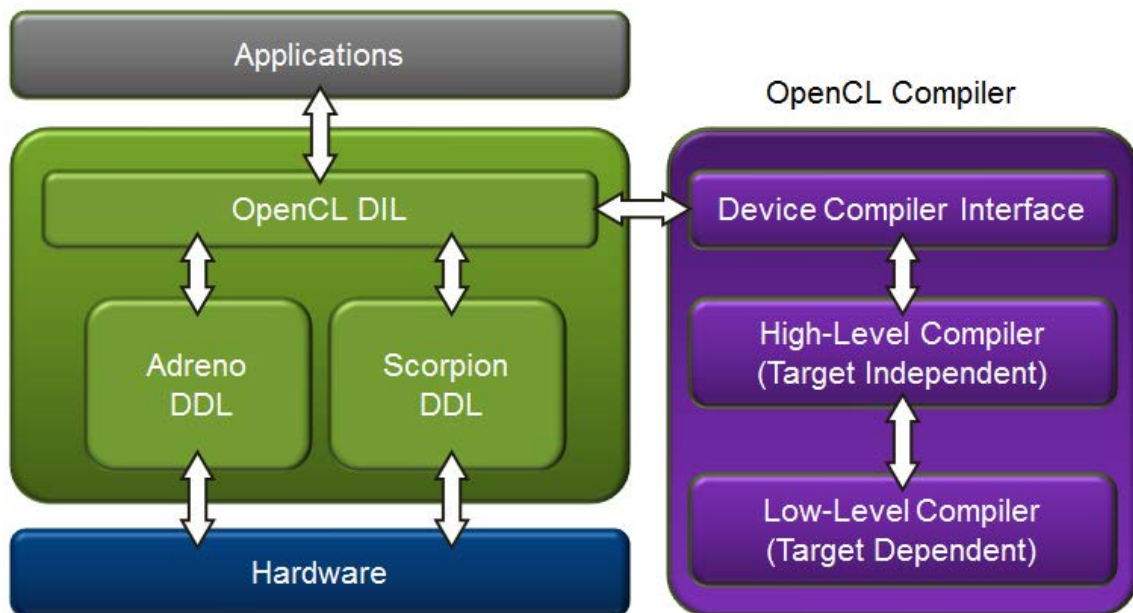 Applications
OpenCL Compiler
OpenCL DIL
Device Compiler Interface
Adreno
DDL
Scorpion
DDL
High-Level Compiler
(Target Independent)
Low-Level Compiler
(Target Dependent)
Hardware